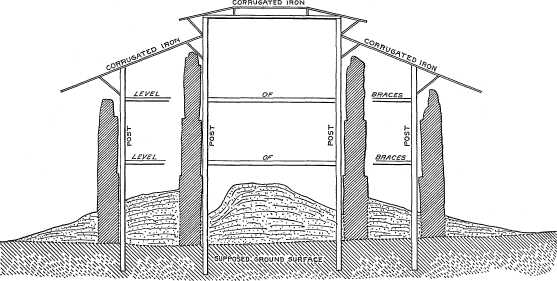 CORRUGATED IRON
CORRUGATED IRON
CORRUGATED IRON
LEVEL OF BRACES
POST
POST
POST
POST
LEVEL OF BRACES
SUPPOSED GROUND SURFACE